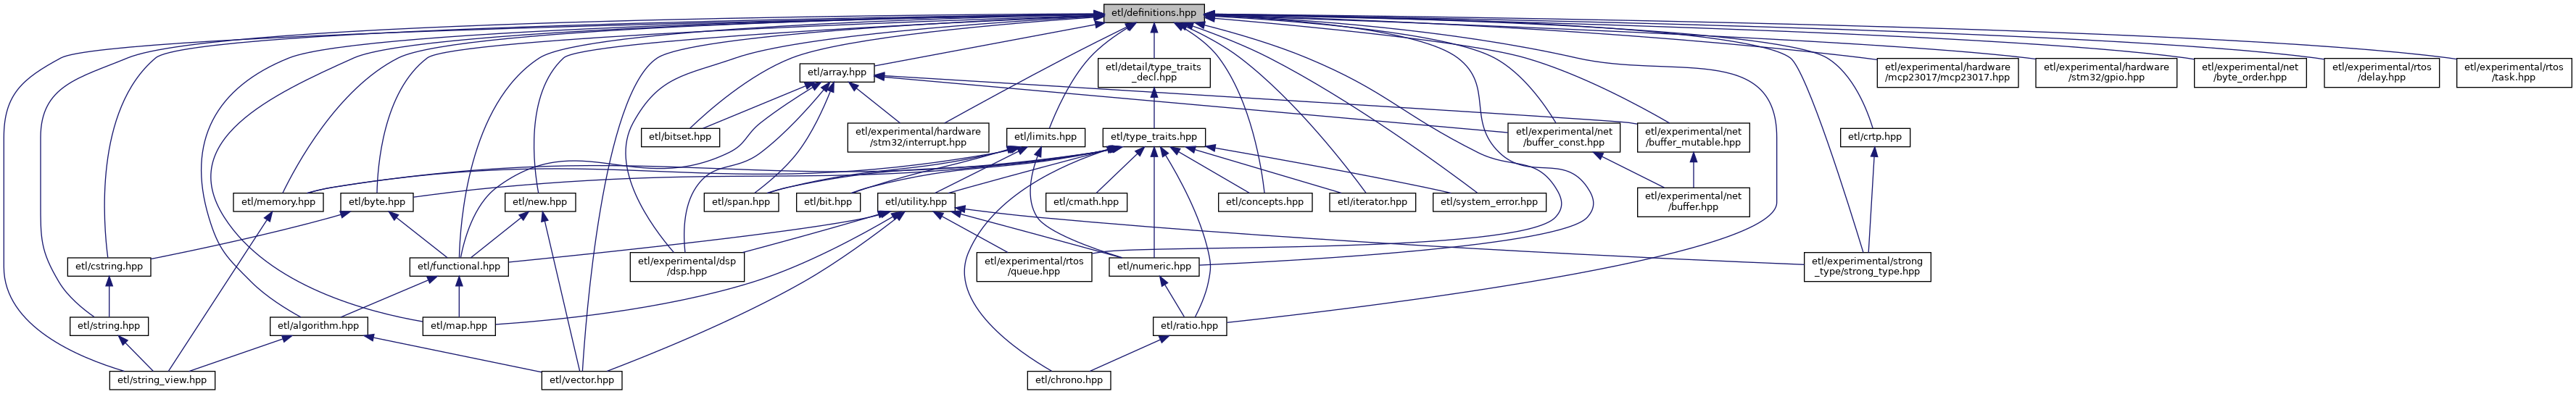 etl/definitions.hpp
etl/array.hpp
etl/detail/type_traits
_decl.hpp
etl/experimental/hardware
/mcp23017/mcp23017.hpp
etl/experimental/hardware
/stm32/gpio.hpp
etl/experimental/net
/byte_order.hpp
etl/experimental/rtos
/delay.hpp
etl/experimental/rtos
/task.hpp
etl/bitset.hpp
etl/experimental/hardware
/stm32/interrupt.hpp
etl/limits.hpp
etl/type_traits.hpp
etl/experimental/net
/buffer_const.hpp
etl/experimental/net
/buffer_mutable.hpp
etl/crtp.hpp
etl/memory.hpp
etl/byte.hpp
etl/new.hpp
etl/span.hpp
etl/bit.hpp
etl/utility.hpp
etl/cmath.hpp
etl/concepts.hpp
etl/iterator.hpp
etl/system_error.hpp
etl/experimental/net
/buffer.hpp
etl/cstring.hpp
etl/functional.hpp
etl/experimental/dsp
/dsp.hpp
etl/experimental/rtos
/queue.hpp
etl/numeric.hpp
etl/experimental/strong
_type/strong_type.hpp
etl/string.hpp
etl/algorithm.hpp
etl/map.hpp
etl/ratio.hpp
etl/string_view.hpp
etl/vector.hpp
etl/chrono.hpp